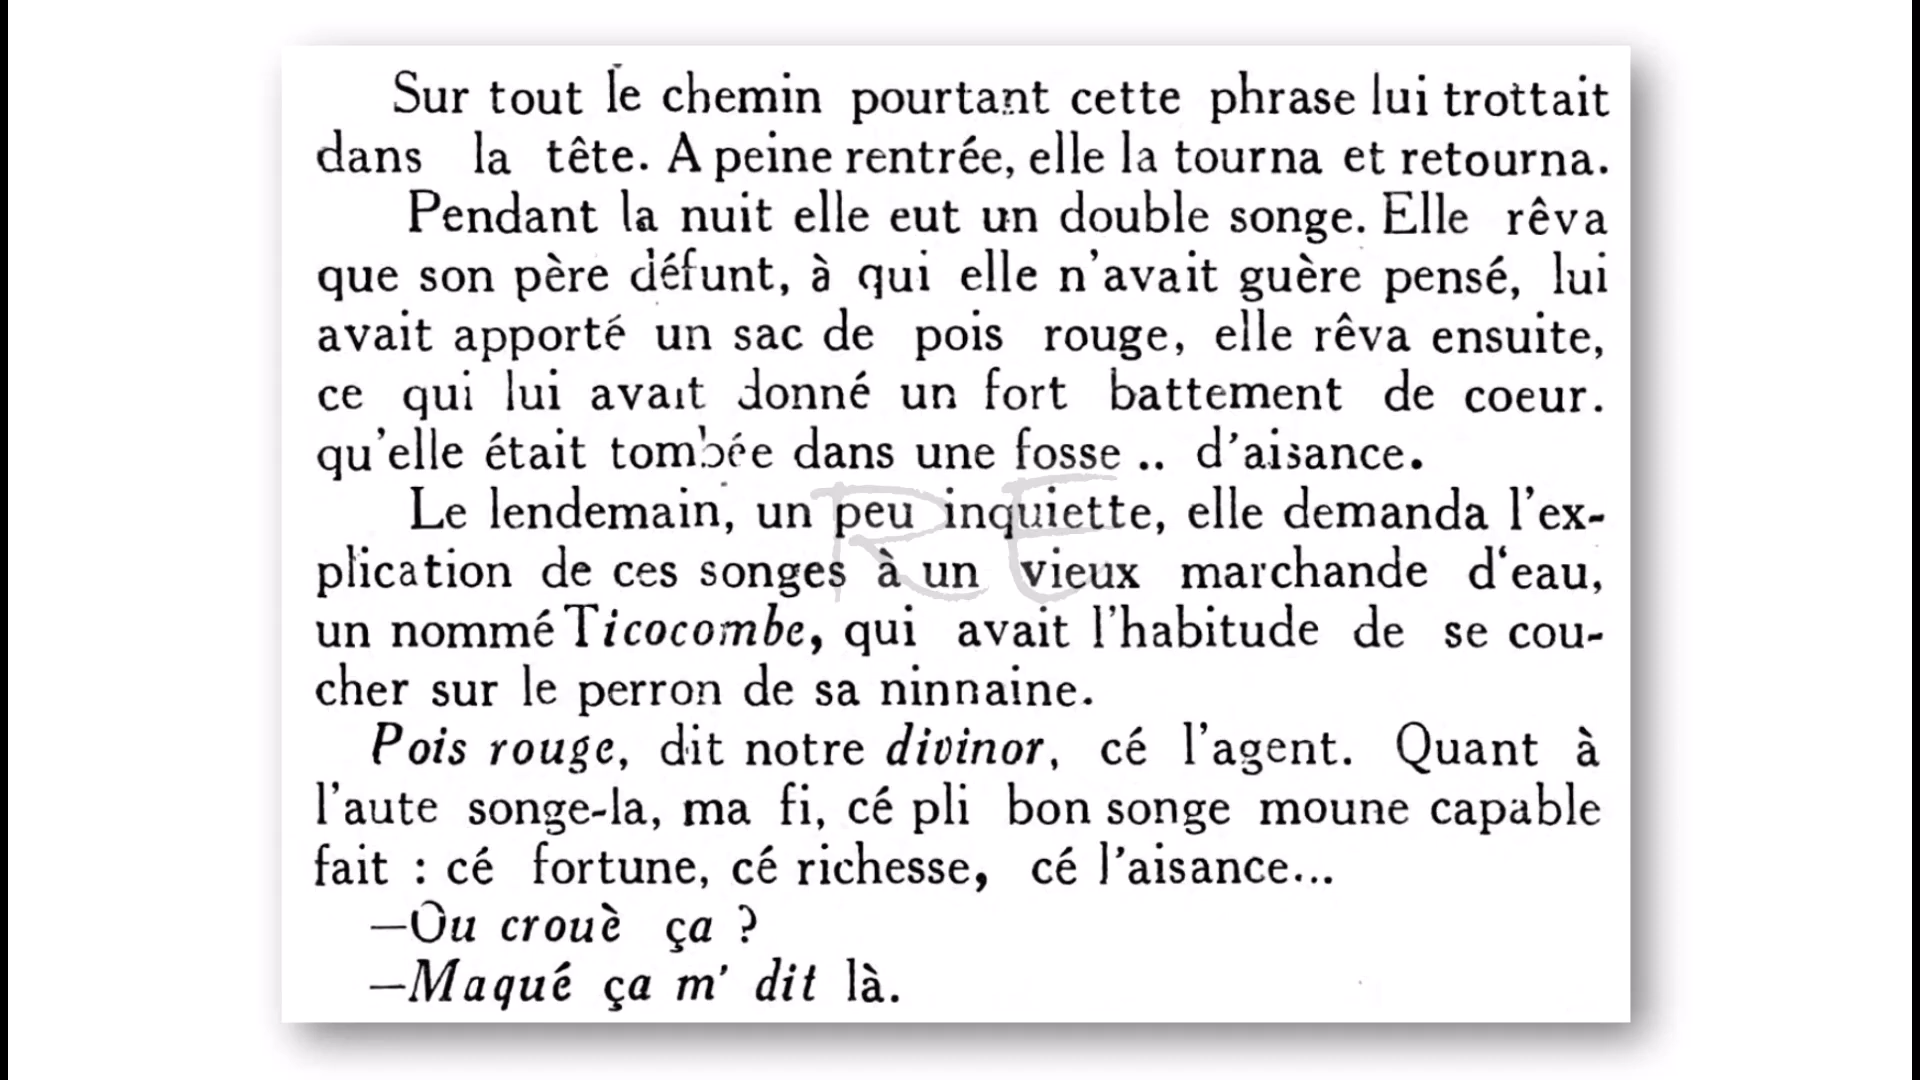 Sur tout le chemin pourtant cette phrase lui trottait
dans la tête. A peine rentrée, elle la tourna et retourna.
Pendant la nuit elle eut un double songe. Elle rêva
que son père défunt, à qui elle n'avait guère pensé, lui
avait apporté un sac de pois rouge, elle rêva ensuite,
ce qui lui avait donné un fort battement de coeur.
qu'elle était tombée dans une fosse .. d'aisance.
Le lendemain, un peu inquiette, elle demanda l'ex-
plication de ces songes à un vieux marchande d‘eau,
un nommé Ticocombe, qui avait l'habitude de se cou-
cher sur le perron de sa ninnaine.
Pois rouge, dit notre divinor, cé l'agent. Quant à
l'aute songe-la, ma fi, cé pli bon songe moune capable
fait : cé fortune, cé richesse, cé l'aisance...
—Ou crouè ça ?
—Maqué ça m' dit là.
RE